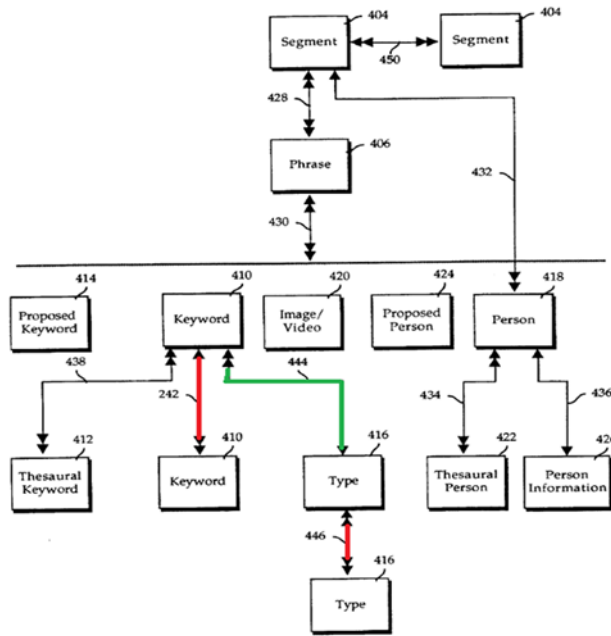 404
404
Segment
Segment
450
428
406
Phrase
432
430
414
410
420
424
418
Proposed
Keyword
Keyword
Image/
Video
Proposed
Person
Person
438
444
242
434
436
412
410
416
422
Thesaural
Keyword
Keyword
Type
Thesaural
Person
Person
Information
446
416
Type